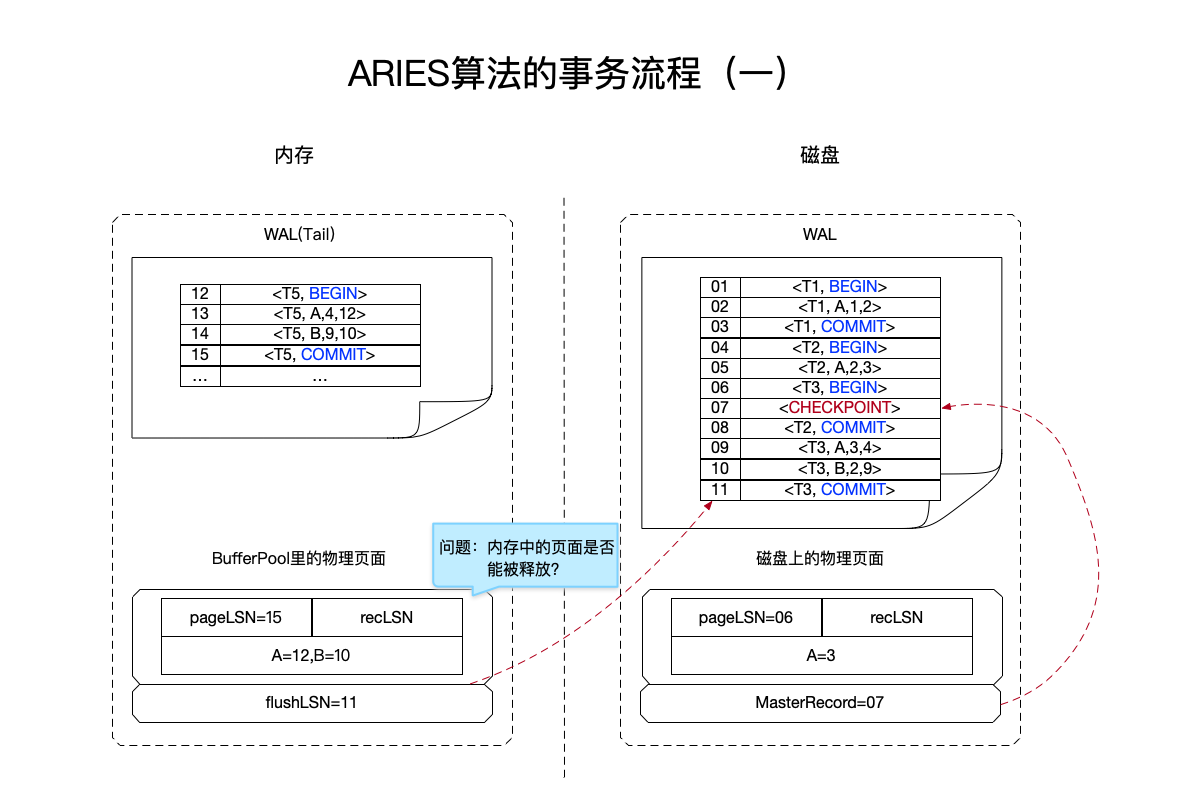 ARIES算法的事务流程（一）
内存
磁盘
WAL(Tail)
12 <T5, BEGIN>
13 <T5, A,4,12>
14 <T5, B,9,10>
15 <T5, COMMIT>
... ...
BufferPool里的物理页面
问题：内存中的页面是否
能被释放?
pageLSN=15 recLSN
A=12,B=10
flushLSN=11
WAL
01 <T1, BEGIN>
02 <T1, A,1,2>
03 <T1, COMMIT>
04 <T2, BEGIN>
05 <T2, A,2,3>
06 <T3, BEGIN>
07 <CHECKPOINT>
08 <T2, COMMIT>
09 <T3, A,3,4>
10 <T3, B,2,9>
11 <T3, COMMIT>
磁盘上的物理页面
pageLSN=06 recLSN
A=3
MasterRecord=07